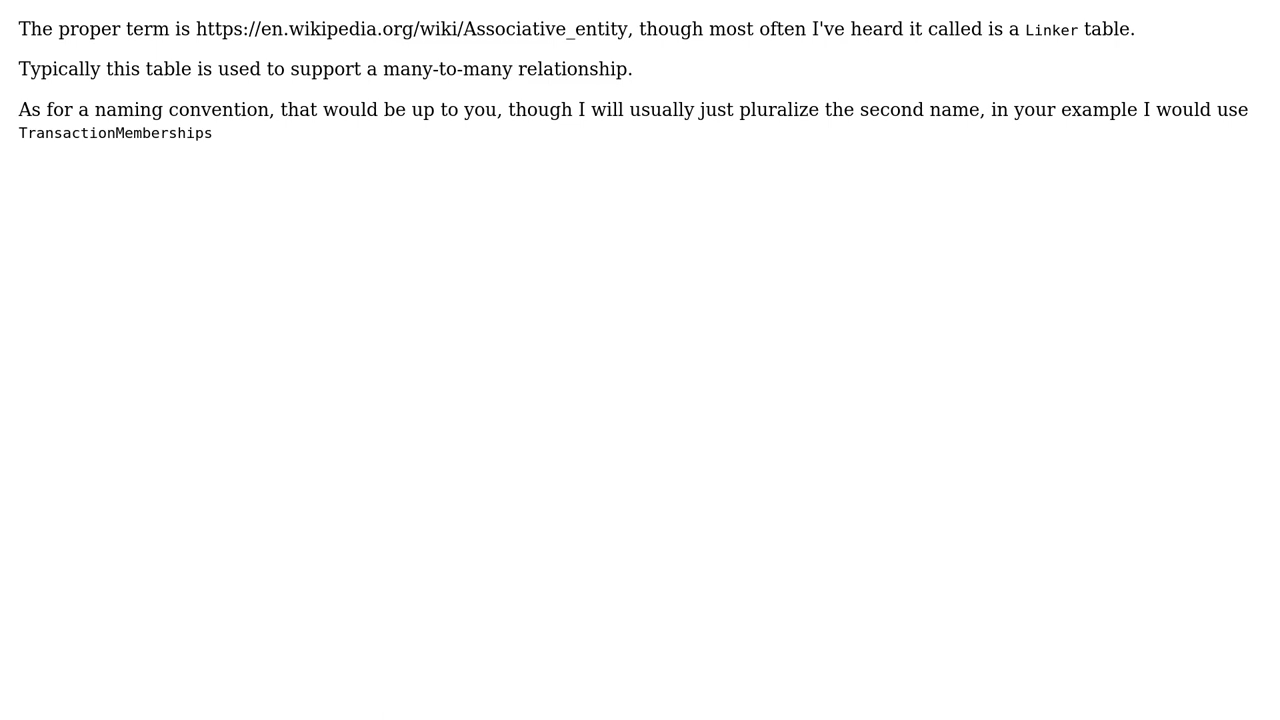 The proper term is https://en.wikipedia.org/wiki/Associative_entity, though most often I've heard it called is a Linker table.
Typically this table is used to support a many-to-many relationship.
As for a naming convention, that would be up to you, though I will usually just pluralize the second name, in your example I would use
TransactionMemberships